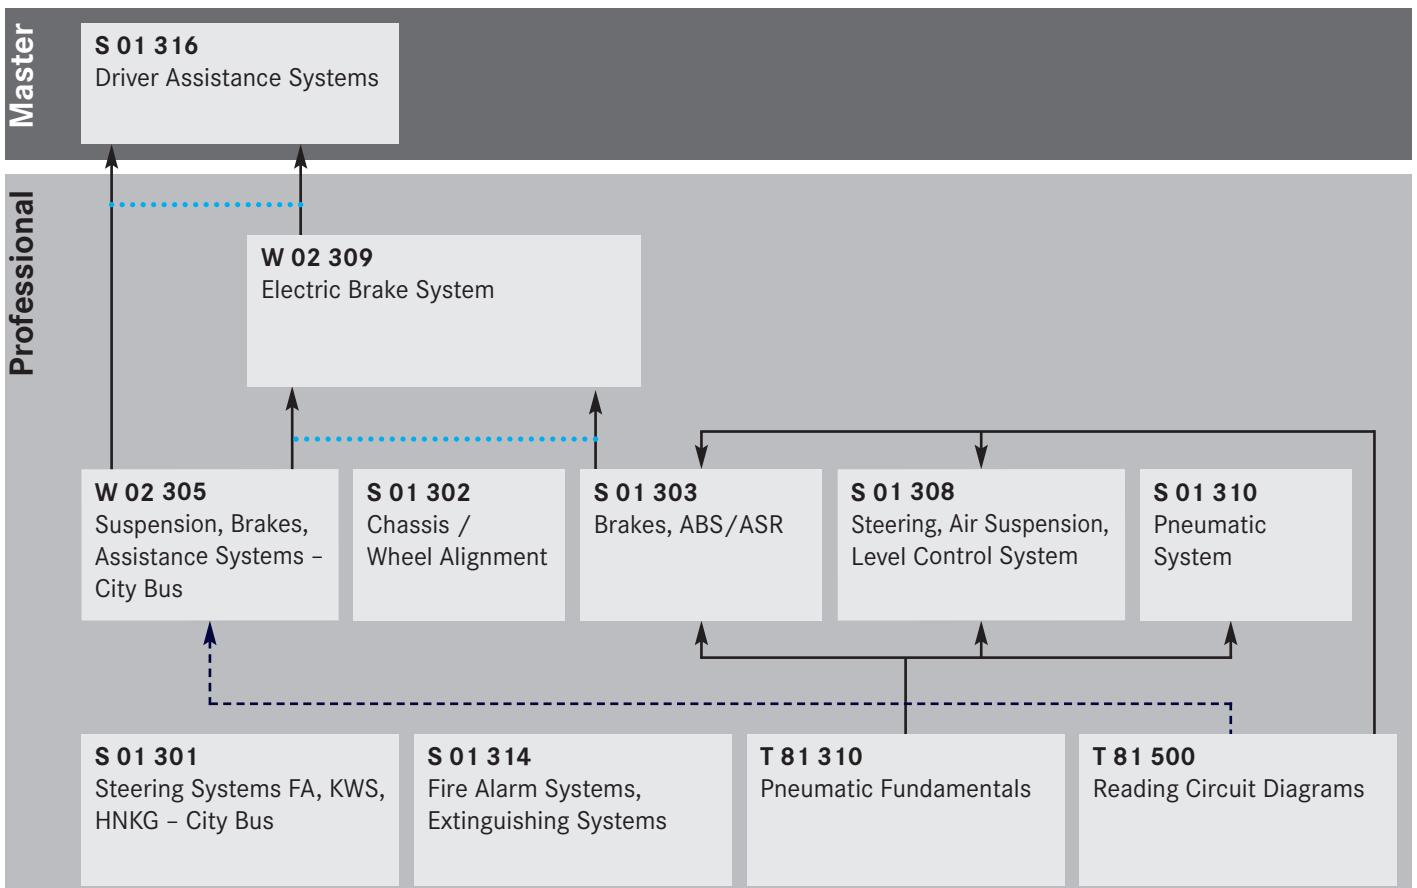 Master
S 01 316
Driver Assistance Systems
Professional
W 02 309
Electric Brake System
W 02 305
Suspension, Brakes,
Assistance Systems –
City Bus
S 01 302
Chassis /
Wheel Alignment
S 01 303
Brakes, ABS/ASR
S 01 308
Steering, Air Suspension,
Level Control System
S 01 310
Pneumatic
System
S 01 301
Steering Systems FA, KWS,
HNKG – City Bus
S 01 314
Fire Alarm Systems,
Extinguishing Systems
T 81 310
Pneumatic Fundamentals
T 81 500
Reading Circuit Diagrams